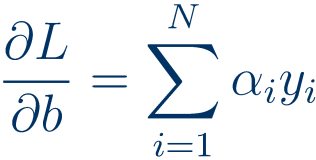 ∂L/∂b = ∑_{i=1}^{N} α_i y_i